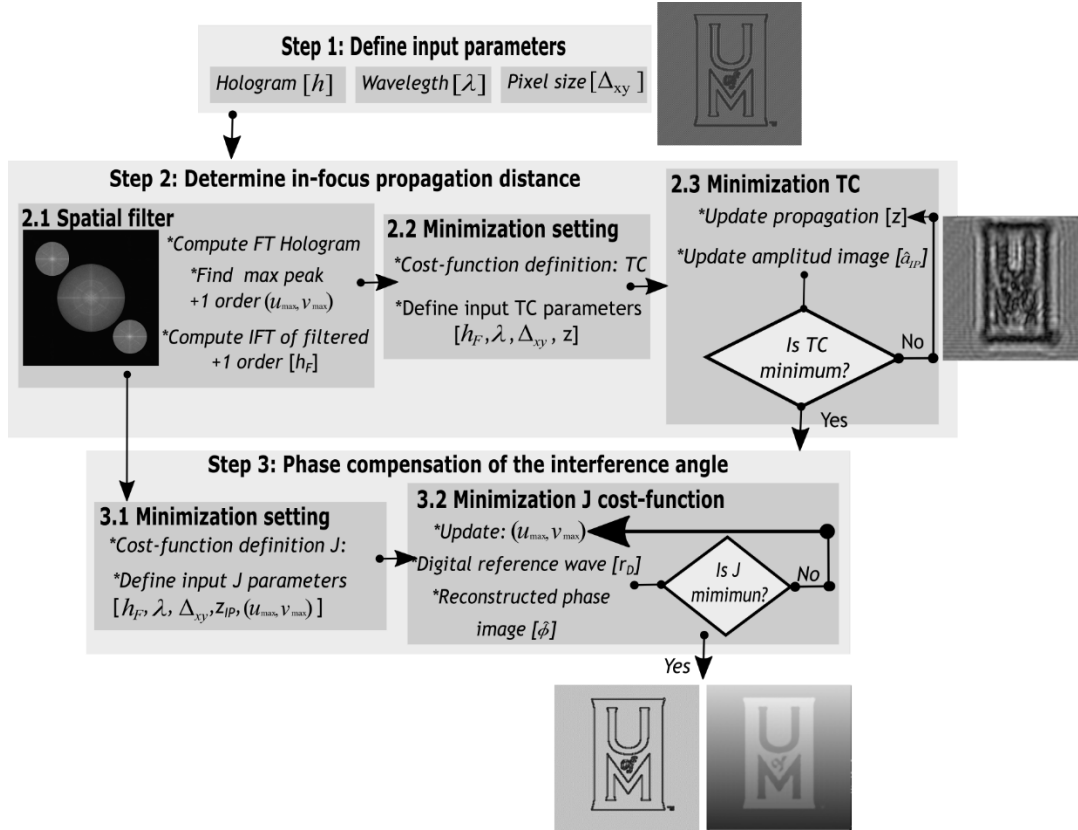 Step 1: Define input parameters
Hologram [h]
Wavelegth [λ]
Pixel size [Δxy ]
U
of
M
Step 2: Determine in-focus propagation distance
2.1 Spatial filter
*Compute FT Hologram
*Find max peak
+1 order (umax, vmax)
*Compute IFT of filtered
+1 order [hF]
2.2 Minimization setting
*Cost-function definition: TC
*Define input TC parameters
[hF, λ, Δxy, z]
2.3 Minimization TC
*Update propagation [z]
*Update amplitud image [âIP]
Is TC
minimum?
No
Yes
Step 3: Phase compensation of the interference angle
3.1 Minimization setting
*Cost-function definition J:
*Define input J parameters
[hF, λ, Δxy, zIP, (umax, vmax) ]
3.2 Minimization J cost-function
*Update: (umax, vmax)
*Digital reference wave [rD]
*Reconstructed phase
image [ϕ̂]
Is J
mimimun?
No
Yes
U
of
M
U
of
M